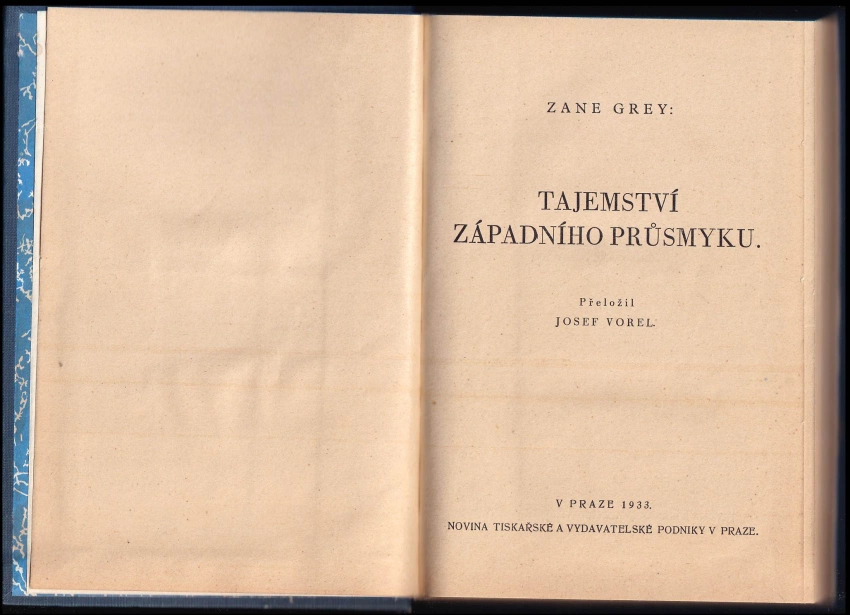 ZANE GREY:
TAJEMSTVÍ
ZÁPADNÍHO PRŮSMYKU.
Přeložil
JOSEF VOREL.
V PRAZE 1933.
NOVINA TISKAŘSKÉ A VYDAVATELSKÉ PODNIKY V PRAZE.